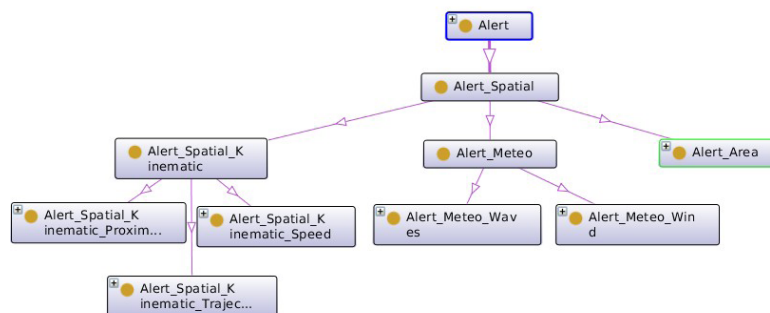 Alert
Alert_Spatial
Alert_Spatial_K
inematic
Alert_Meteo
Alert_Area
Alert_Spatial_K
inematic_Proxim...
Alert_Spatial_K
inematic_Speed
Alert_Meteo_Wav
es
Alert_Meteo_Win
d
Alert_Spatial_K
inematic_Trajec...